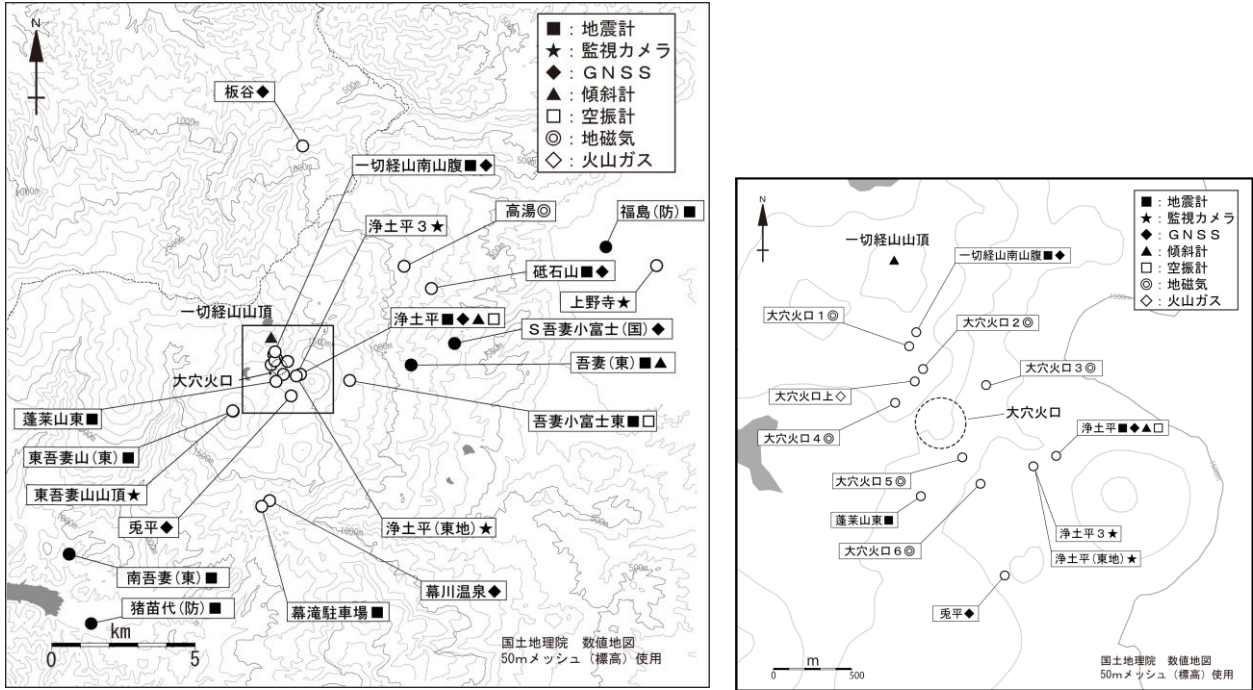 N
■：地震計
★：監視カメラ
◆：ＧＮＳＳ
▲：傾斜計
□：空振計
◎：地磁気
◇：火山ガス
板谷◆
一切経山南山腹■◆
高湯◎
福島(防)■
浄土平３★
砥石山■◆
上野寺★
一切経山山頂
浄土平■◆▲□
Ｓ吾妻小富士(国)◆
吾妻(東)■▲
大穴火口
蓬莱山東■
吾妻小富士東■□
東吾妻山(東)■
東吾妻山山頂★
兎平◆
浄土平(東地)★
南吾妻(東)■
幕川温泉◆
猪苗代(防)■
幕滝駐車場■
km
0 5
国土地理院　数値地図
50ｍメッシュ（標高）使用
500m
1000m
N
■：地震計
★：監視カメラ
◆：ＧＮＳＳ
▲：傾斜計
□：空振計
◎：地磁気
◇：火山ガス
一切経山山頂
一切経山南山腹■◆
大穴火口１◎
大穴火口２◎
大穴火口３◎
大穴火口上◇
大穴火口
大穴火口４◎
浄土平■◆▲□
大穴火口５◎
蓬莱山東■
浄土平３★
大穴火口６◎
浄土平(東地)★
兎平◆
m
0 500
国土地理院　数値地図
50ｍメッシュ（標高）使用